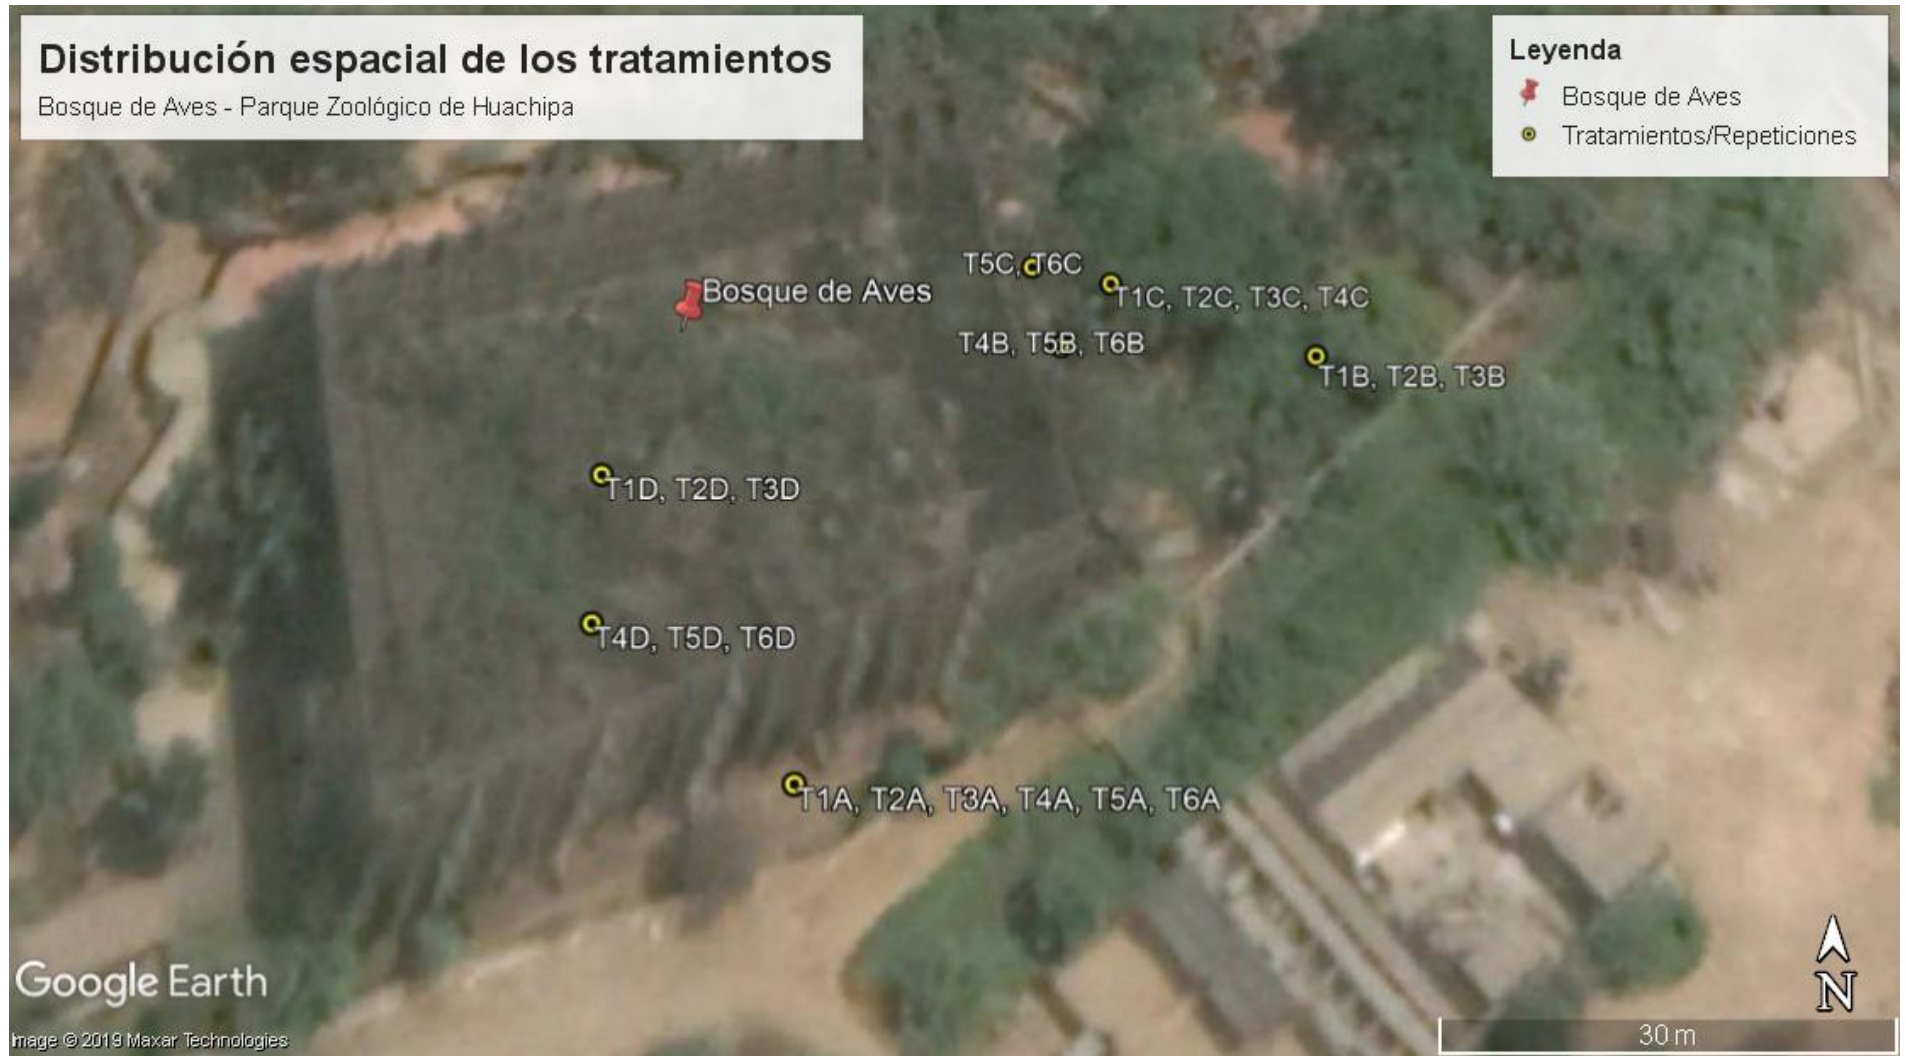 Distribución espacial de los tratamientos
Bosque de Aves - Parque Zoológico de Huachipa
Leyenda
Bosque de Aves
Tratamientos/Repeticiones
T5C, T6C
Bosque de Aves
T1C, T2C, T3C, T4C
T4B, T5B, T6B
T1B, T2B, T3B
T1D, T2D, T3D
T4D, T5D, T6D
T1A, T2A, T3A, T4A, T5A, T6A
Google Earth
N
Image © 2019 Maxar Technologies
30 m